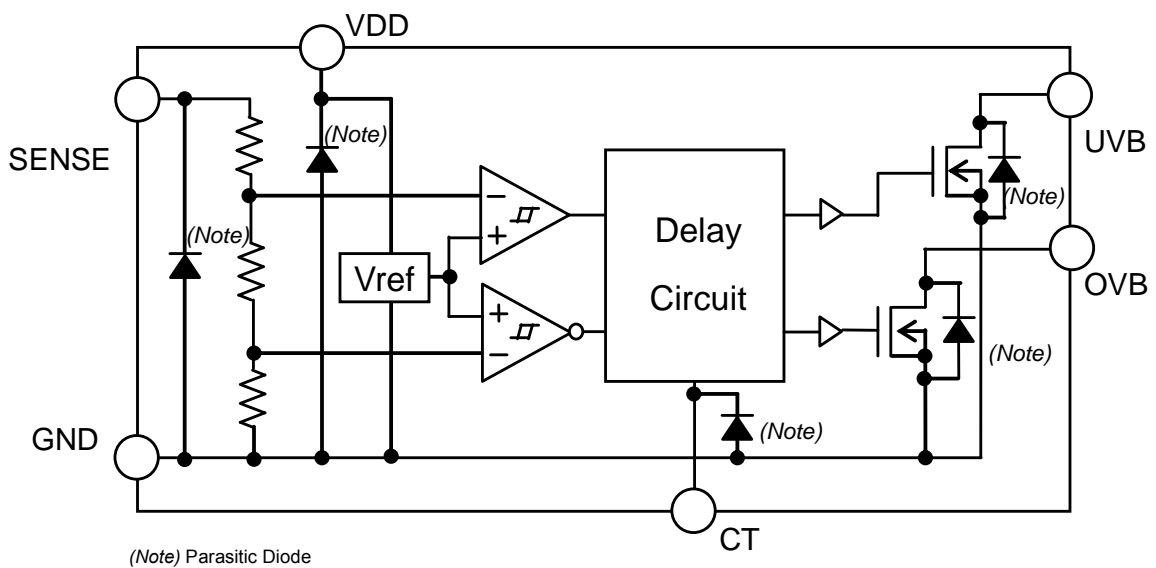 VDD
SENSE
(Note)
(Note)
UVB
(Note)
−
+
Delay
Circuit
Vref
OVB
+
−
(Note)
GND
(Note)
CT
(Note) Parasitic Diode